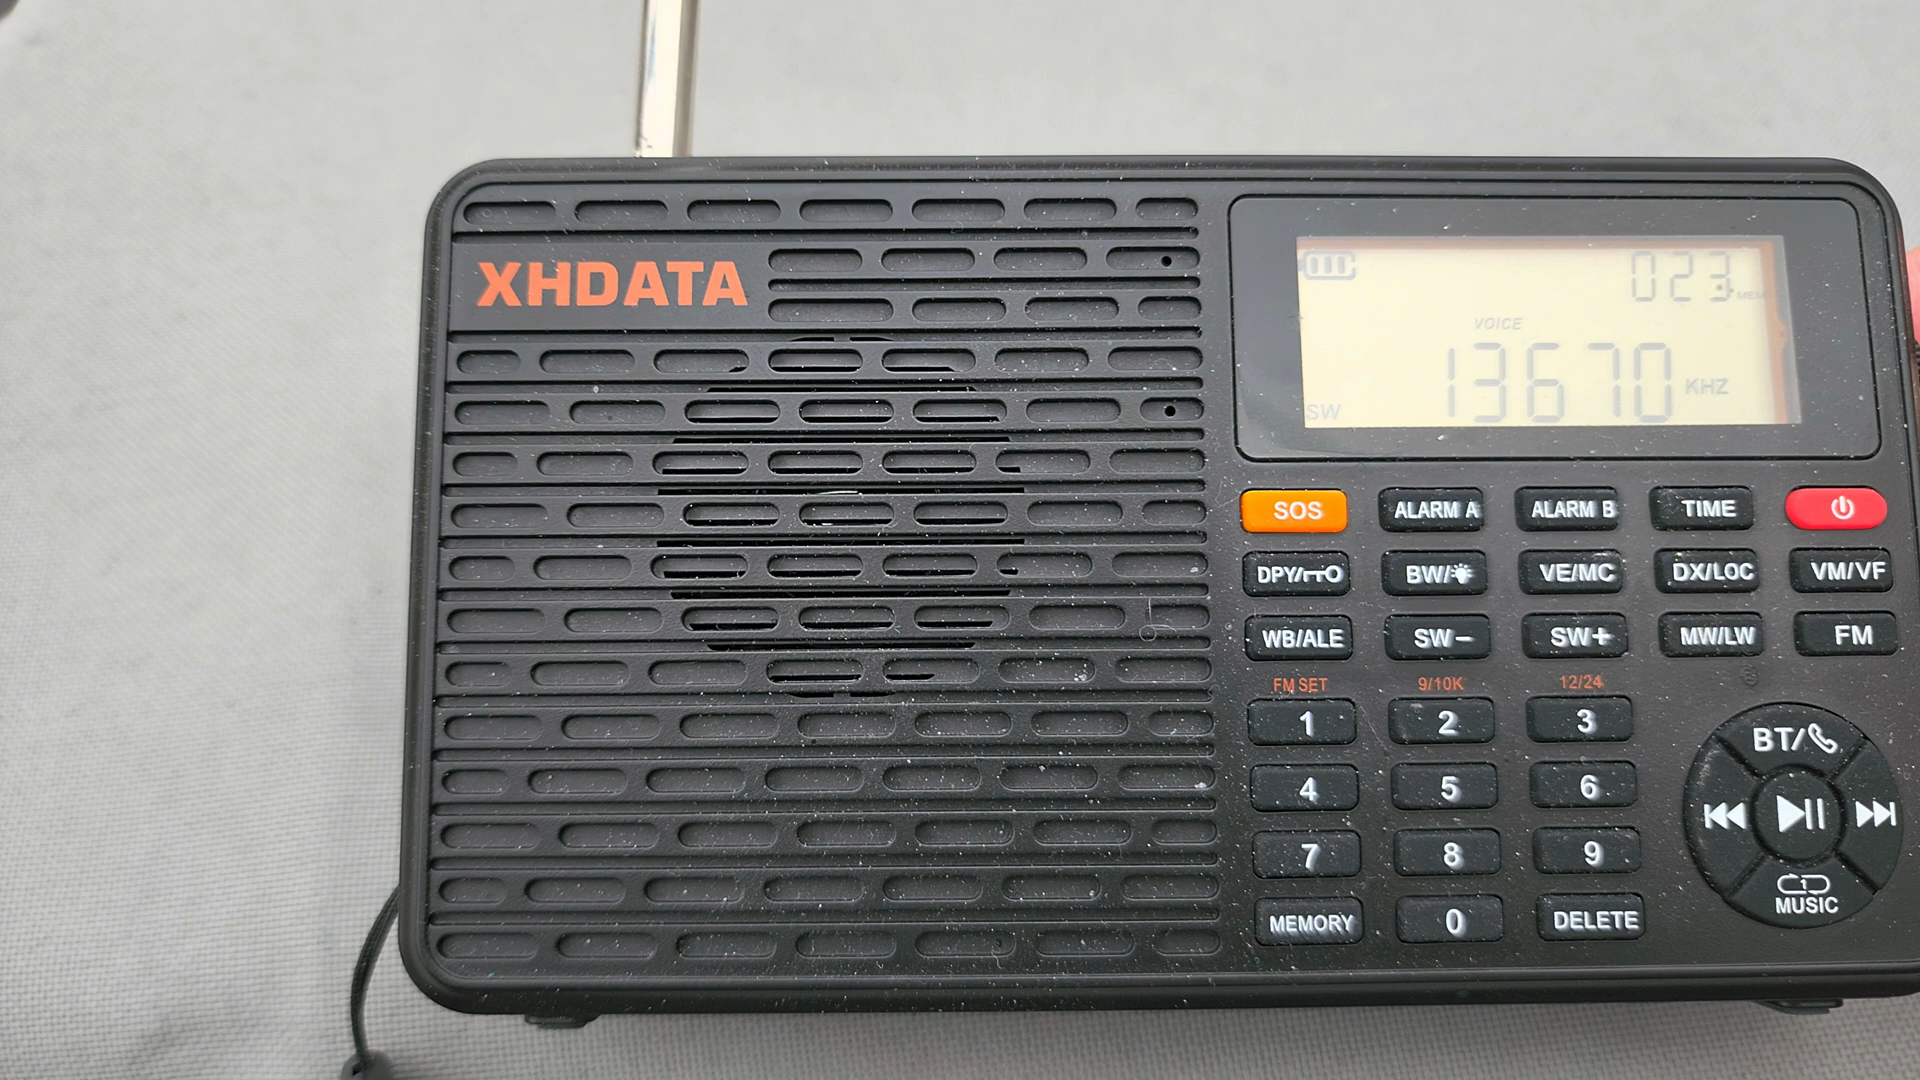 XHDATA
023
MEM
VOICE
13670 KHZ
SW
SOS ALARM A ALARM B TIME
DPY/ BW/ VE/MC DX/LOC VM/VF
WB/ALE SW- SW+ MW/LW FM
FM SET 9/10K 12/24
1 2 3
BT/
4 5 6
7 8 9
1
MUSIC
MEMORY 0 DELETE